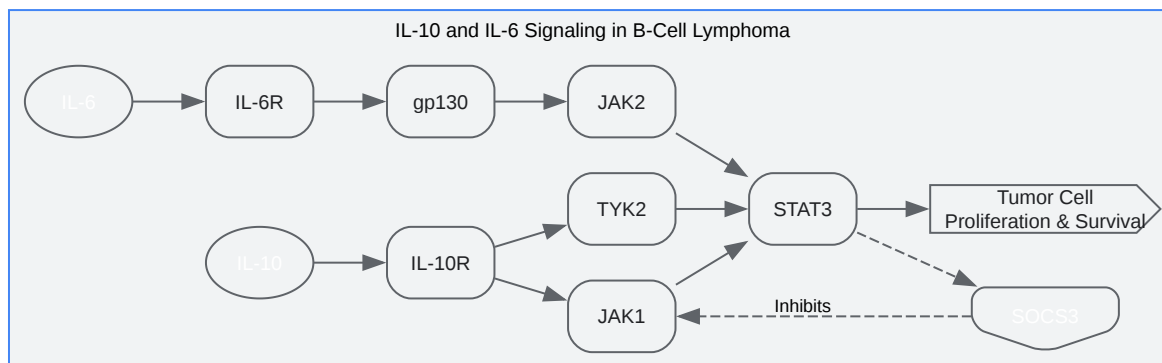 IL-10 and IL-6 Signaling in B-Cell Lymphoma
IL-6
IL-6R
gp130
JAK2
TYK2
STAT3
Tumor Cell
Proliferation & Survival
IL-10
IL-10R
JAK1
Inhibits
SOCS3